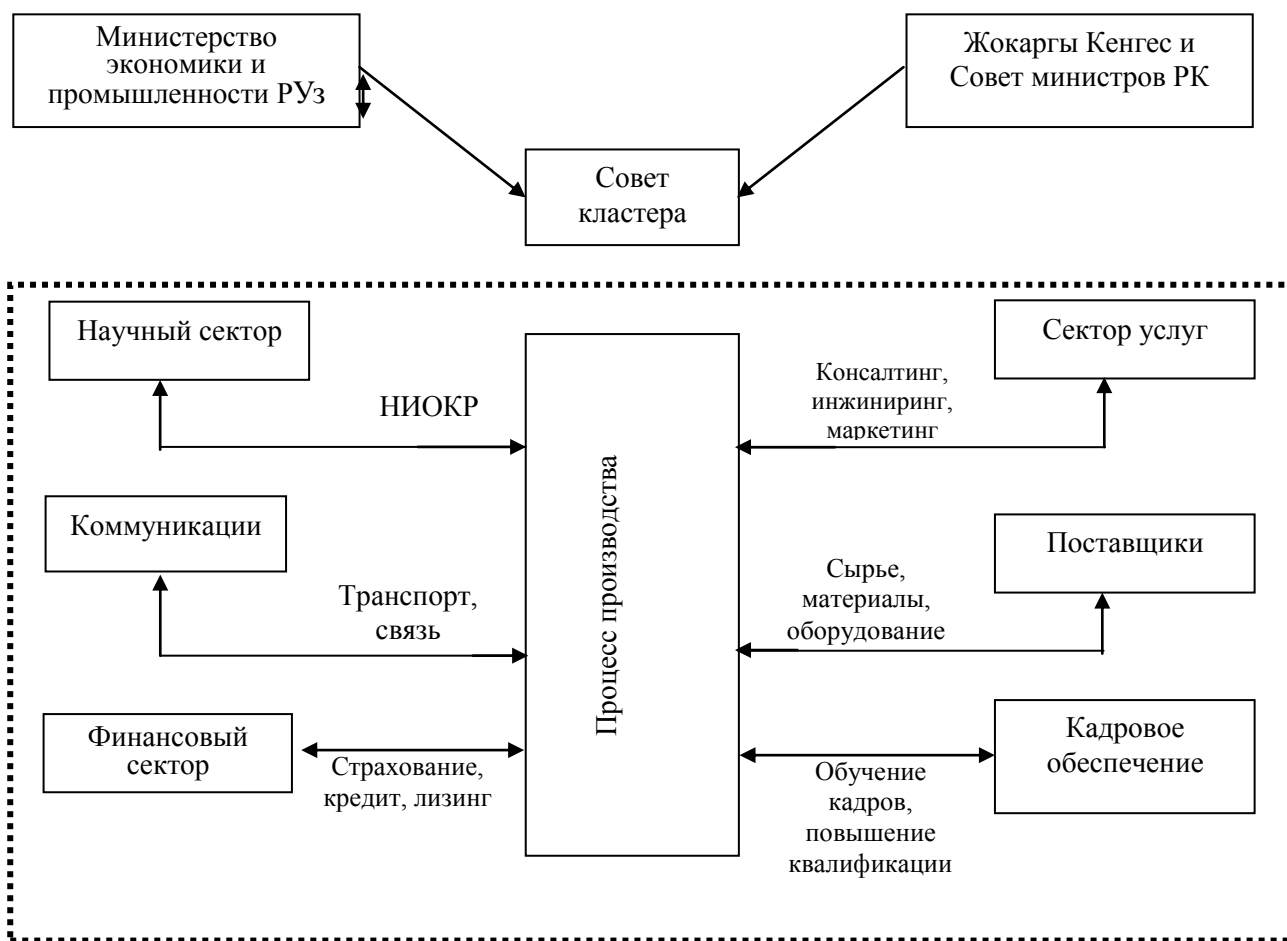 Министерство
экономики и
промышленности РУз
Жокаргы Кенгес и
Совет министров РК
Совет
кластера
Научный сектор
Сектор услуг
НИОКР
Консалтинг,
инжиниринг,
маркетинг
Процесс производства
Коммуникации
Поставщики
Транспорт,
связь
Сырье,
материалы,
оборудование
Финансовый
сектор
Страхование,
кредит, лизинг
Кадровое
обеспечение
Обучение
кадров,
повышение
квалификации